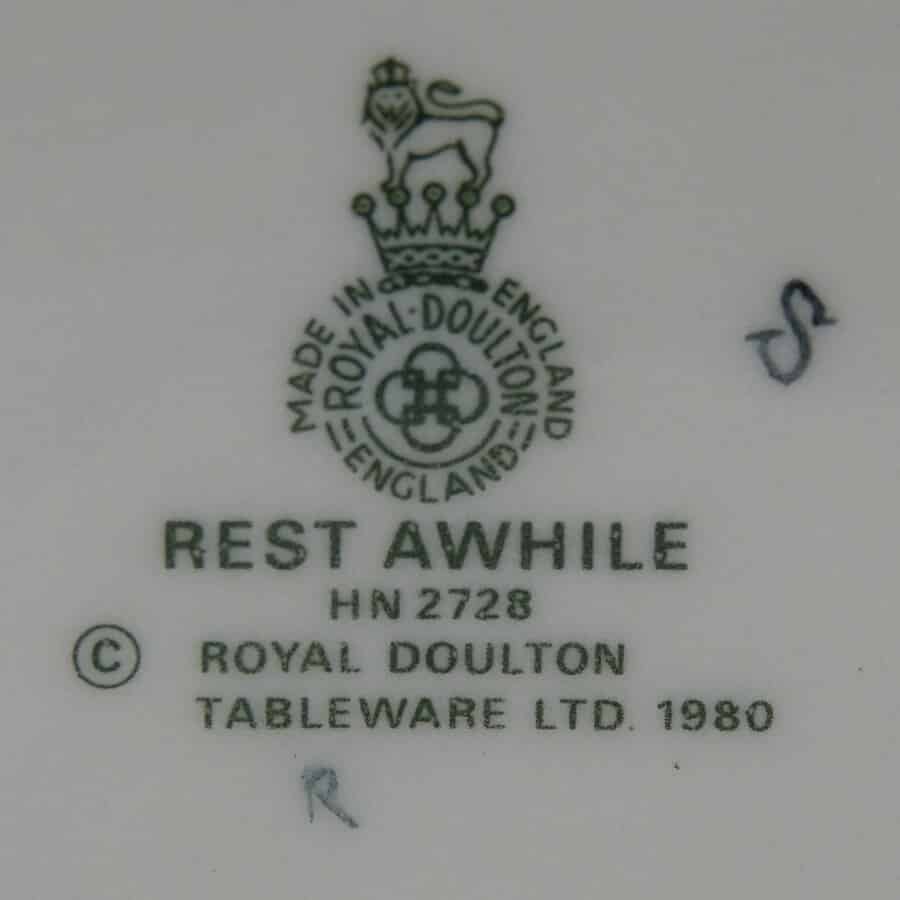 MADE IN ENGLAND
ROYAL·DOULTON
ENGLAND
S
REST AWHILE
HN 2728
© ROYAL DOULTON
TABLEWARE LTD. 1980
R